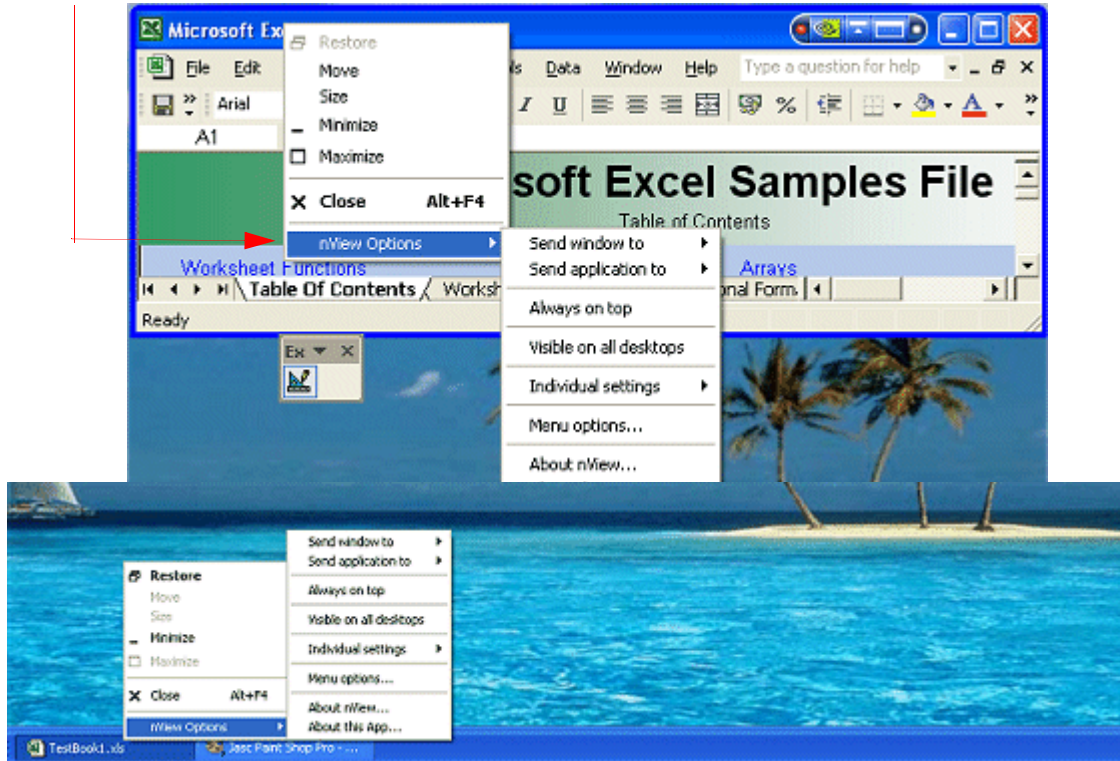 Microsoft Ex
Restore
Move
Size
Minimize
Maximize
Close Alt+F4
nView Options
File Edit ls Data Window Help Type a question for help
Arial I U %
A1
soft Excel Samples File
Table of Contents
Worksheet Functions Arrays
Table Of Contents Worksh onal Form
Ready
Send window to
Send application to
Always on top
Visible on all desktops
Individual settings
Menu options...
About nView...
Ex
Restore
Move
Size
Minimize
Maximize
Close Alt+F4
nView Options
Send window to
Send application to
Always on top
Visible on all desktops
Individual settings
Menu options...
About nView...
About this App...
TestBook1.xls
Jasc Paint Shop Pro - ...